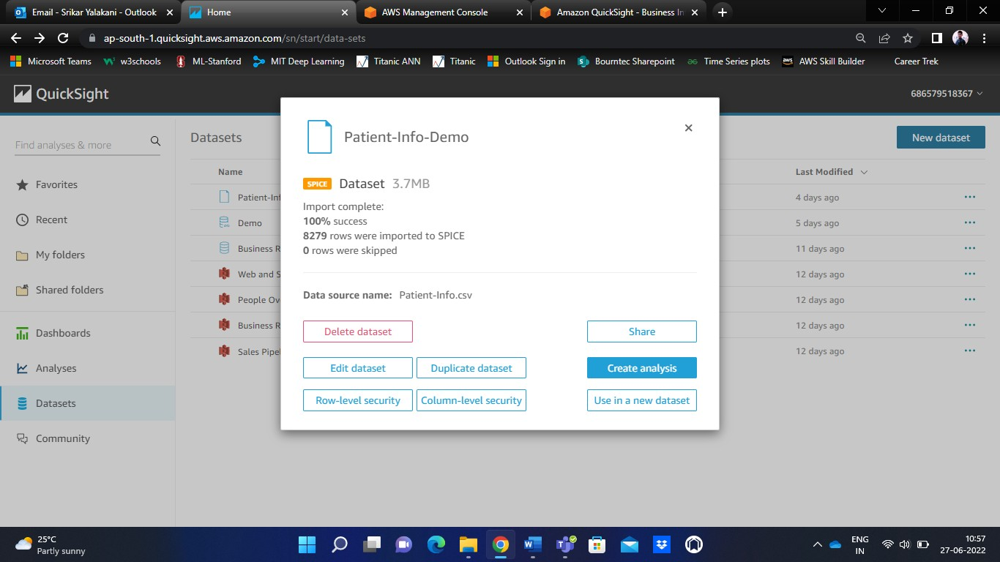 Email - Srikar Yalakani - Outlook
Home
AWS Management Console
Amazon QuickSight - Business In
ap-south-1.quicksight.aws.amazon.com/sn/start/data-sets
Microsoft Teams
w3schools
ML-Stanford
MIT Deep Learning
Titanic ANN
Titanic
Outlook Sign in
Bourntec Sharepoint
Time Series plots
aws
AWS Skill Builder
Career Trek
QuickSight
686579518367
Find analyses & more
Favorites
Recent
My folders
Shared folders
Dashboards
Analyses
Datasets
Community
Datasets
New dataset
Name
Last Modified
Patient-Inf
4 days ago
Demo
5 days ago
Business R
11 days ago
Web and S
12 days ago
People Ov
12 days ago
Business R
12 days ago
Sales Pipel
12 days ago
Patient-Info-Demo
SPICE Dataset 3.7MB
Import complete:
100% success
8279 rows were imported to SPICE
0 rows were skipped
Data source name: Patient-Info.csv
Delete dataset
Share
Edit dataset
Duplicate dataset
Create analysis
Row-level security
Column-level security
Use in a new dataset
25°C
Partly sunny
ENG
IN
10:57
27-06-2022